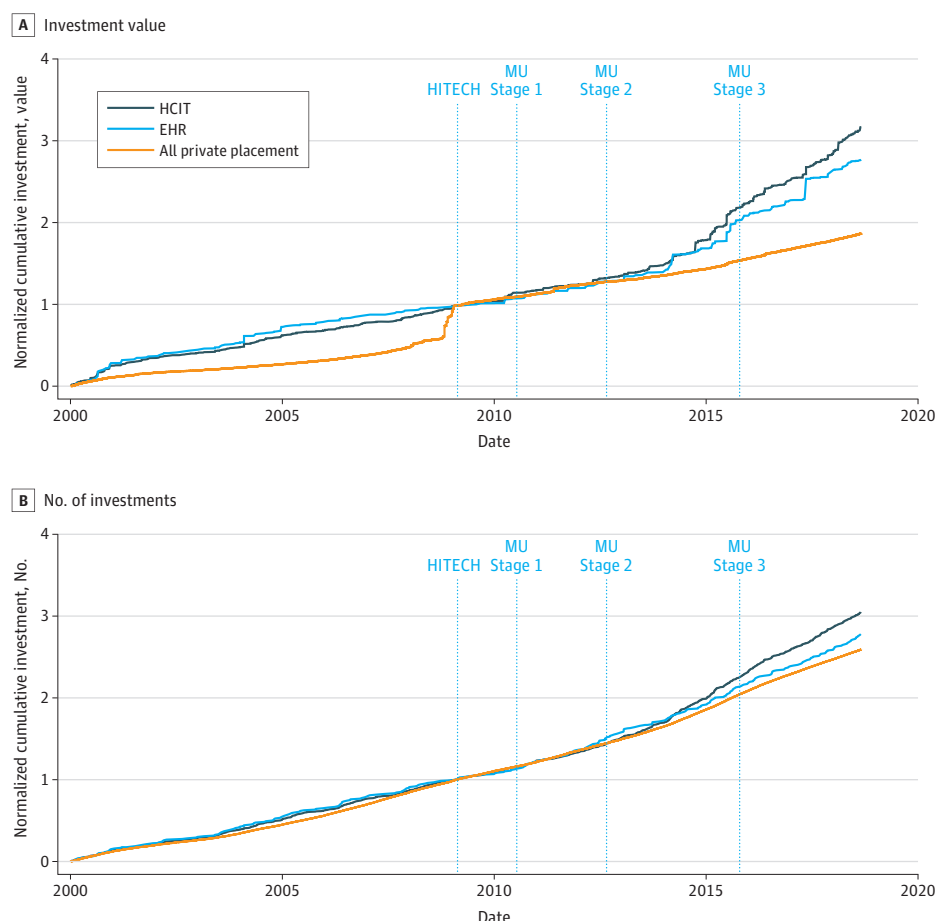 A Investment value
4
3
2
1
0
Normalized cumulative investment, value
HCIT
EHR
All private placement
HITECH
MU
Stage 1
MU
Stage 2
MU
Stage 3
2000
2005
2010
2015
2020
Date
B No. of investments
4
3
2
1
0
Normalized cumulative investment, No.
HITECH
MU
Stage 1
MU
Stage 2
MU
Stage 3
2000
2005
2010
2015
2020
Date